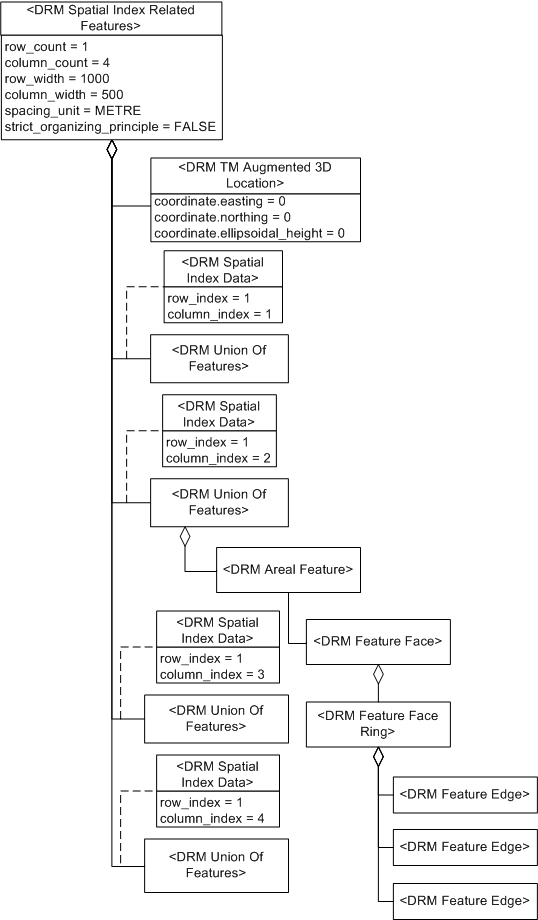 <DRM Spatial Index Related
Features>
row_count = 1
column_count = 4
row_width = 1000
column_width = 500
spacing_unit = METRE
strict_organizing_principle = FALSE
<DRM TM Augmented 3D
Location>
coordinate.easting = 0
coordinate.northing = 0
coordinate.ellipsoidal_height = 0
<DRM Spatial
Index Data>
row_index = 1
column_index = 1
<DRM Union Of
Features>
<DRM Spatial
Index Data>
row_index = 1
column_index = 2
<DRM Union Of
Features>
<DRM Areal Feature>
<DRM Spatial
Index Data>
row_index = 1
column_index = 3
<DRM Feature Face>
<DRM Union Of
Features>
<DRM Feature Face
Ring>
<DRM Spatial
Index Data>
row_index = 1
column_index = 4
<DRM Feature Edge>
<DRM Union Of
Features>
<DRM Feature Edge>
<DRM Feature Edge>